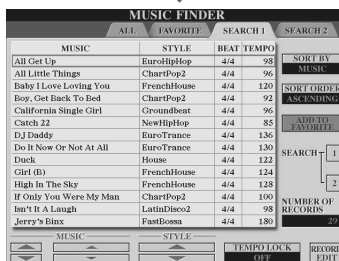 MUSIC FINDER
ALL FAVORITE SEARCH 1 SEARCH 2
MUSIC STYLE BEAT TEMPO
All Get Up EuroHipHop 4/4 98
All Little Things ChartPop2 4/4 96
Baby I Love Loving You FrenchHouse 4/4 120
Boy, Get Back To Bed ChartPop2 4/4 92
California Single Girl Groundbeat 4/4 96
Catch 22 NewHipHop 4/4 85
D.J Daddy EuroTrance 4/4 136
Do It Now Or Not At All EuroTrance 4/4 130
Duck House 4/4 122
Girl (B) FrenchHouse 4/4 124
High In The Sky FrenchHouse 4/4 128
If Only You Were My Man ChartPop2 4/4 100
Isn't It A Laugh LatinDisco2 4/4 98
Jerry's Binx FastBossa 4/4 180
SORT BY
MUSIC
SORT ORDER
ASCENDING
ADD TO
FAVORITE
SEARCH 1
2
NUMBER OF
RECORDS
29
MUSIC STYLE
TEMPO LOCK
OFF
RECORD
EDIT